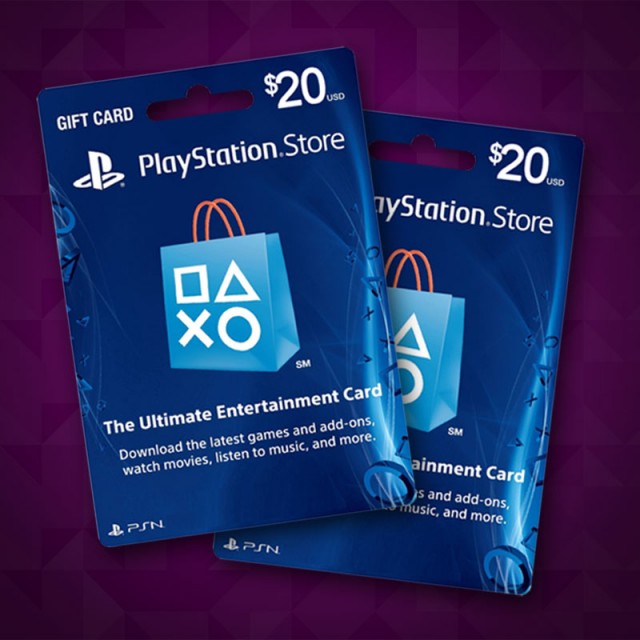 GIFT CARD
$20 USD
PlayStation.Store
The Ultimate Entertainment Card
Download the latest games and add-ons,
watch movies, listen to music, and more.
SM
PSN
$20 USD
ayStation.Store
SM
ainment Card
s and add-ons,
music, and more.
PSN